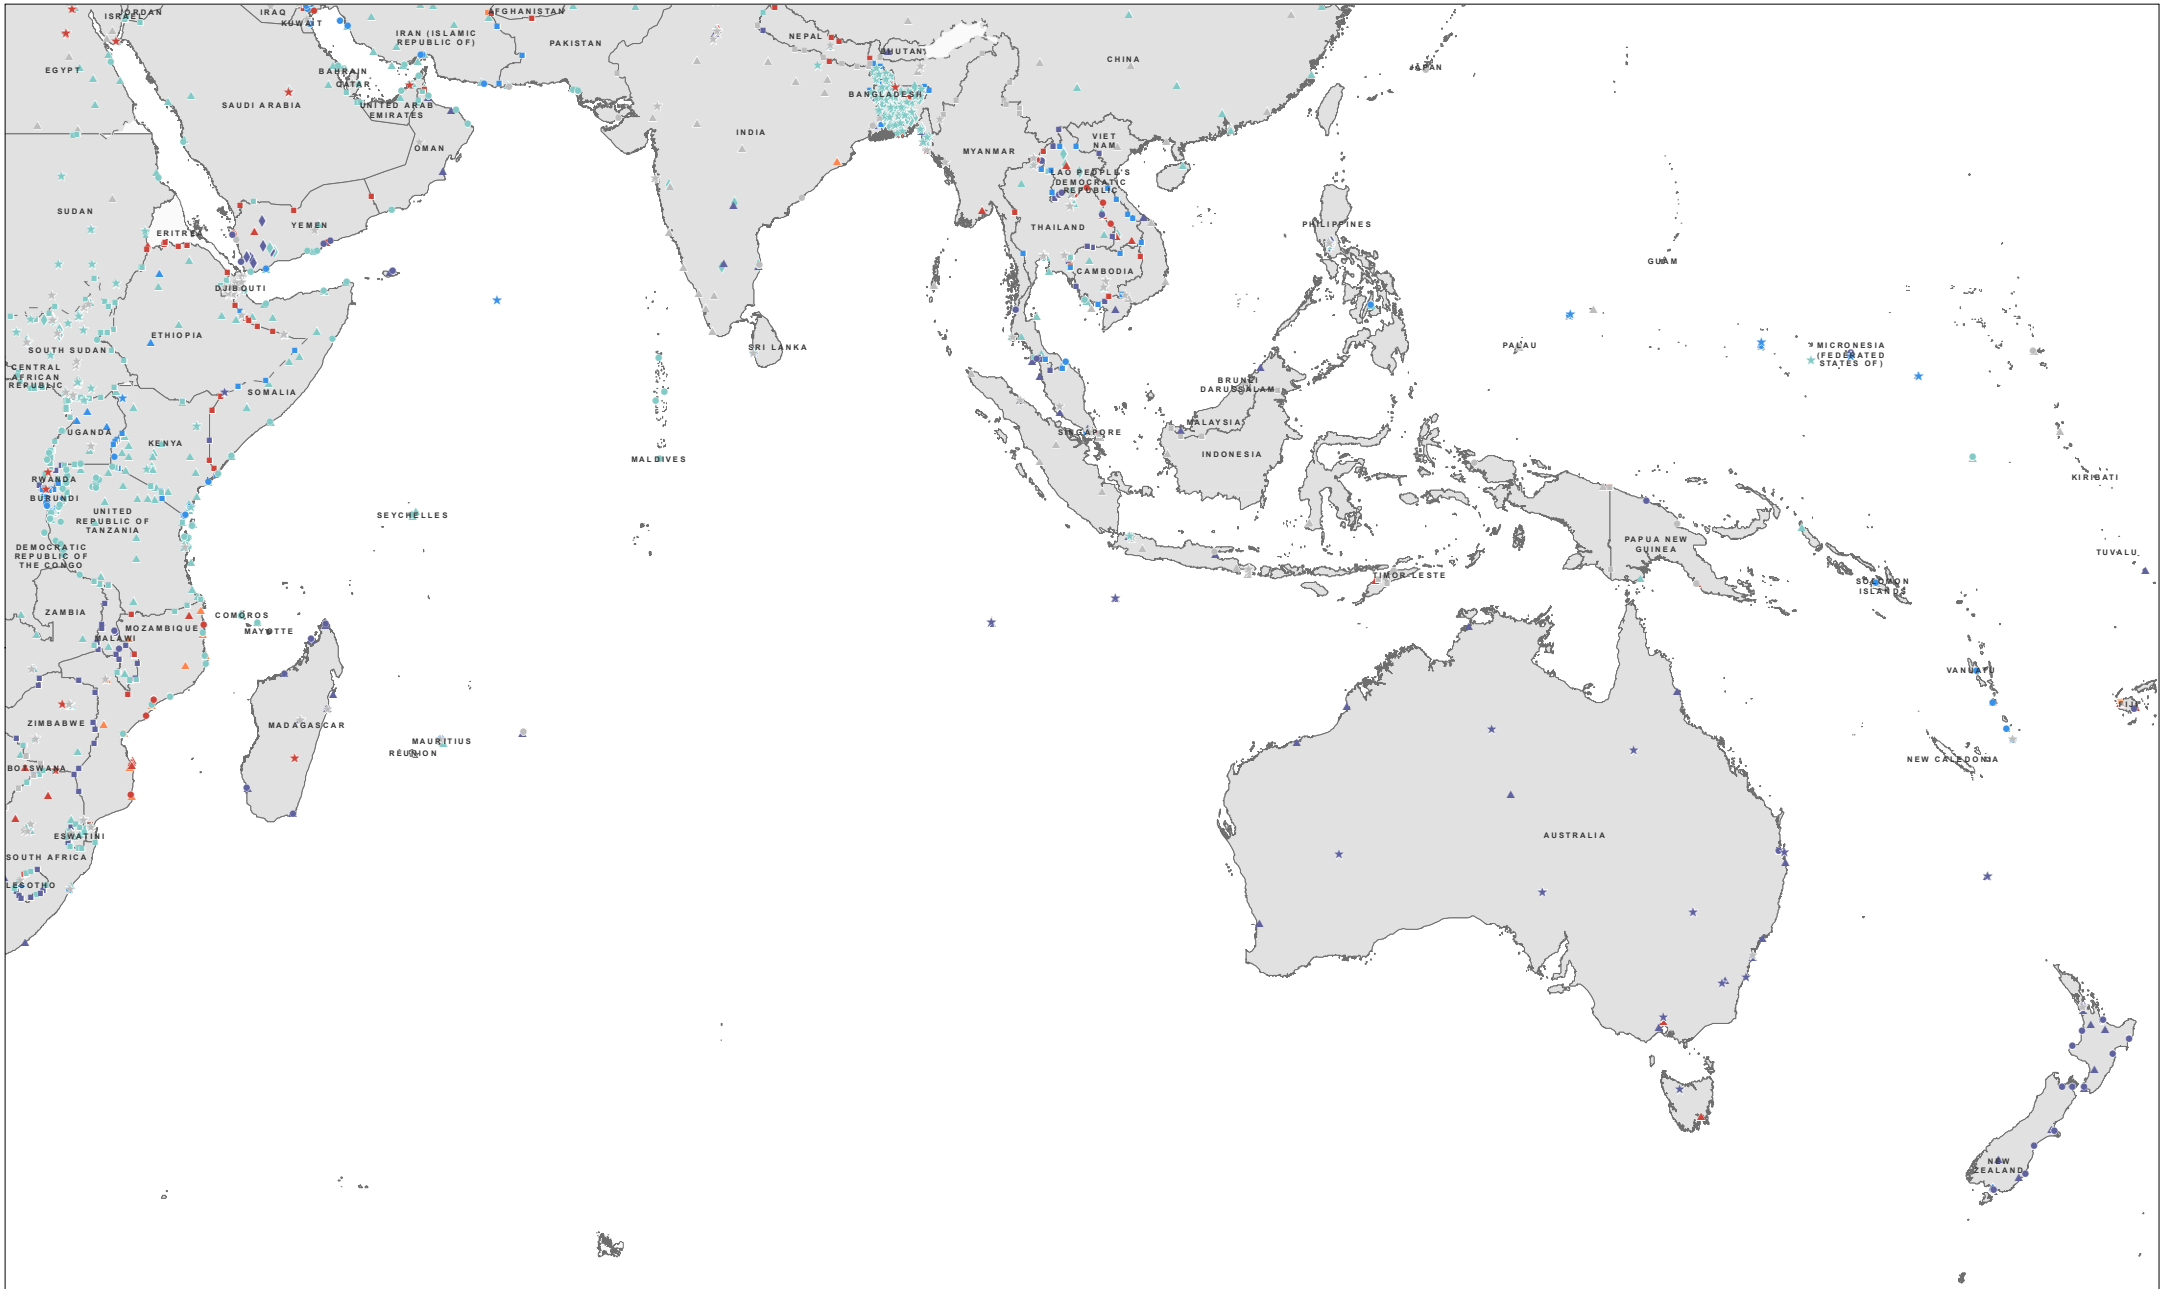 ISRAEL
JORDAN
IRAQ
KUWAIT
IRAN (ISLAMIC
REPUBLIC OF)
AFGHANISTAN
PAKISTAN
NEPAL
BHUTAN
CHINA
JAPAN
EGYPT
BAHRAIN
QATAR
SAUDI ARABIA
UNITED ARAB
EMIRATES
BANGLADESH
INDIA
OMAN
MYANMAR
VIET
NAM
LAO PEOPLE'S
DEMOCRATIC
REPUBLIC
SUDAN
ERITREA
YEMEN
THAILAND
PHILIPPINES
GUAM
CAMBODIA
DJIBOUTI
ETHIOPIA
SOUTH SUDAN
SRI LANKA
PALAU
MICRONESIA
(FEDERATED
STATES OF)
CENTRAL
AFRICAN
REPUBLIC
SOMALIA
BRUNEI
DARUSSALAM
UGANDA
KENYA
MALAYSIA
SINGAPORE
INDONESIA
MALDIVES
RWANDA
BURUNDI
KIRIBATI
UNITED
REPUBLIC OF
TANZANIA
SEYCHELLES
DEMOCRATIC
REPUBLIC OF
THE CONGO
PAPUA NEW
GUINEA
TUVALU
TIMOR-LESTE
SOLOMON
ISLANDS
ZAMBIA
COMOROS
MAYOTTE
MOZAMBIQUE
MALAWI
VANUATU
FIJI
ZIMBABWE
MADAGASCAR
MAURITIUS
RÉUNION
NEW CALEDONIA
BOTSWANA
ESWATINI
AUSTRALIA
SOUTH AFRICA
LESOTHO
NEW
ZEALAND